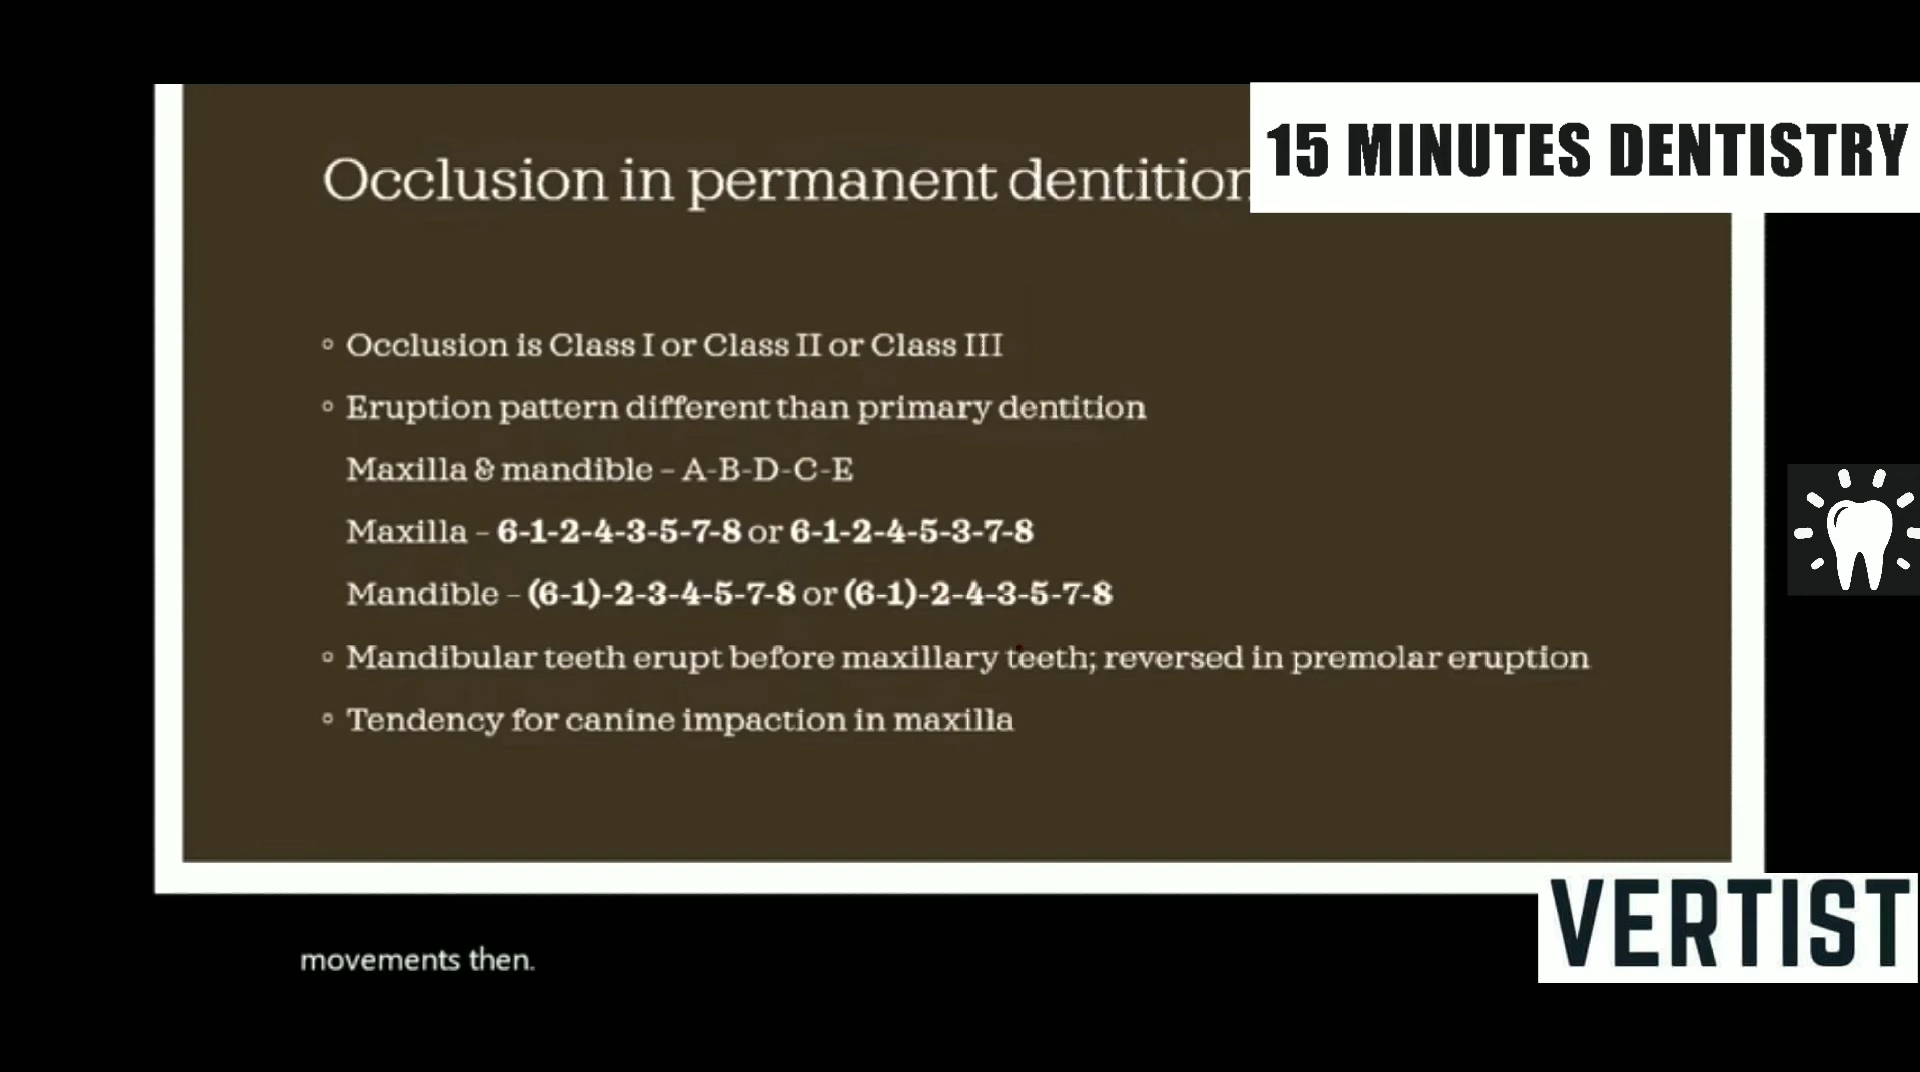 15 MINUTES DENTISTRY
Occlusion in permanent dentition
◦ Occlusion is Class I or Class II or Class III
◦ Eruption pattern different than primary dentition
Maxilla & mandible – A-B-D-C-E
Maxilla – 6-1-2-4-3-5-7-8 or 6-1-2-4-5-3-7-8
Mandible – (6-1)-2-3-4-5-7-8 or (6-1)-2-4-3-5-7-8
◦ Mandibular teeth erupt before maxillary teeth; reversed in premolar eruption
◦ Tendency for canine impaction in maxilla
VERTIST
movements then.